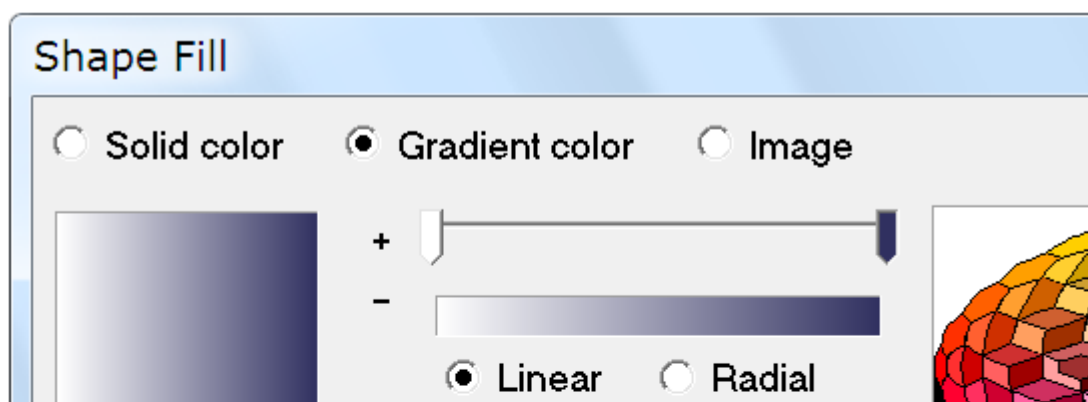 Shape Fill
Solid color Gradient color Image
+
−
Linear Radial